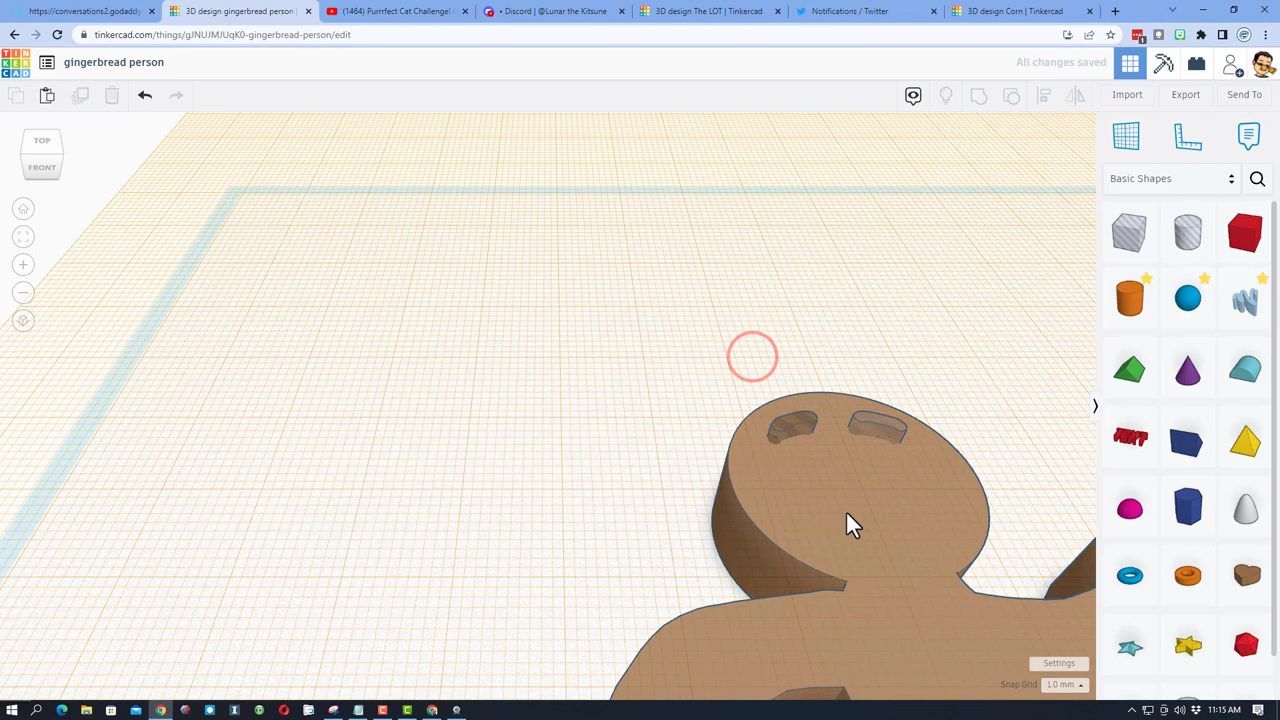 https://conversations2.godaddy
3D design gingerbread person |
(1464) Purrrfect Cat Challenge!
• Discord | @Lunar the Kitsune
3D design The LOT | Tinkercad
Notifications / Twitter
3D design Corn | Tinkercad
tinkercad.com/things/gJNUJMJUqK0-gingerbread-person/edit
TIN
KER
CAD
gingerbread person
All changes saved
Import
Export
Send To
TOP
FRONT
Basic Shapes
Settings
Snap Grid
1.0 mm
11:15 AM